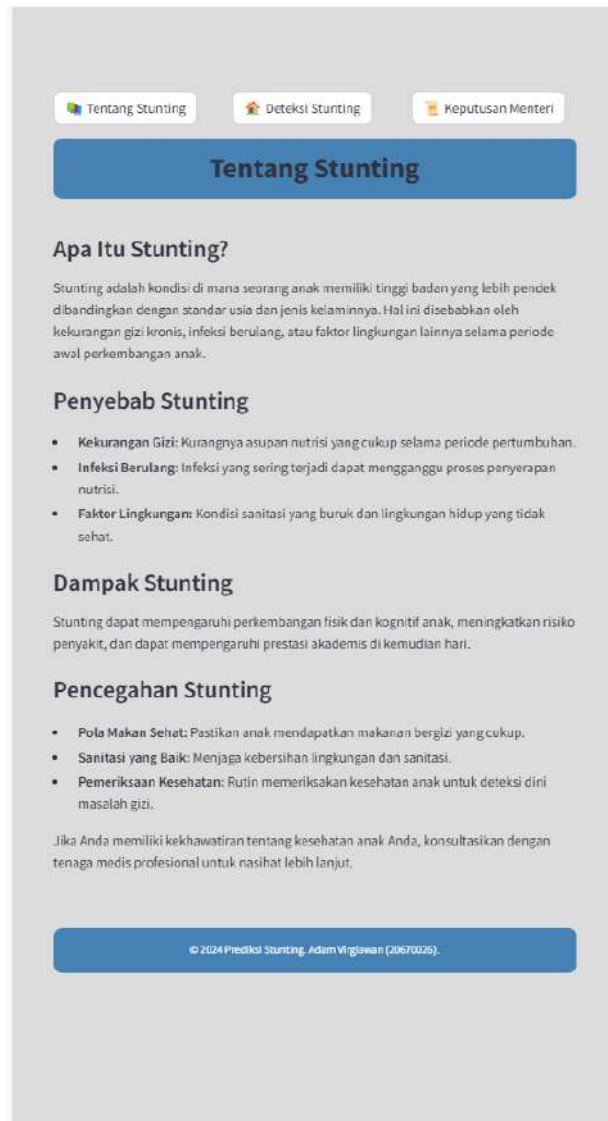 Tentang Stunting
Deteksi Stunting
Keputusan Menteri
Tentang Stunting
Apa Itu Stunting?
Stunting adalah kondisi di mana seorang anak memiliki tinggi badan yang lebih pendek
dibandingkan dengan standar usia dan jenis kelaminnya. Hal ini disebabkan oleh
kekurangan gizi kronis, infeksi berulang, atau faktor lingkungan lainnya selama periode
awal perkembangan anak.
Penyebab Stunting
• Kekurangan Gizi: Kurangnya asupan nutrisi yang cukup selama periode pertumbuhan.
• Infeksi Berulang: Infeksi yang sering terjadi dapat mengganggu proses penyerapan
nutrisi.
• Faktor Lingkungan: Kondisi sanitasi yang buruk dan lingkungan hidup yang tidak
sehat.
Dampak Stunting
Stunting dapat mempengaruhi perkembangan fisik dan kognitif anak, meningkatkan risiko
penyakit, dan dapat mempengaruhi prestasi akademis di kemudian hari.
Pencegahan Stunting
• Pola Makan Sehat: Pastikan anak mendapatkan makanan bergizi yang cukup.
• Sanitasi yang Baik: Menjaga kebersihan lingkungan dan sanitasi.
• Pemeriksaan Kesehatan: Rutin memeriksakan kesehatan anak untuk deteksi dini
masalah gizi.
Jika Anda memiliki kekhawatiran tentang kesehatan anak Anda, konsultasikan dengan
tenaga medis profesional untuk nasihat lebih lanjut.
© 2024 Prediksi Stunting. Adam Virgiawan (20670026).